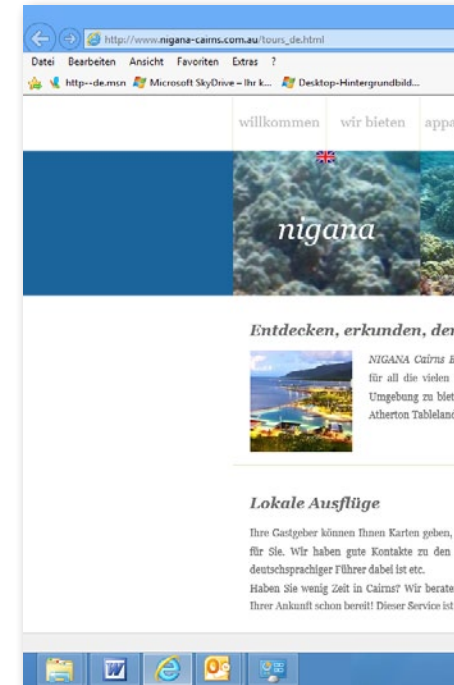 http://www.nigana-cairns.com.au/tours_de.html
Datei Bearbeiten Ansicht Favoriten Extras ?
http--de.msn Microsoft SkyDrive – Ihr k... Desktop-Hintergrundbild...
willkommen wir bieten appa
nigana
Entdecken, erkunden, der
NIGANA Cairns B
für all die vielen
Umgebung zu biet
Atherton Tableland
Lokale Ausflüge
Ihre Gastgeber können Ihnen Karten geben,
für Sie. Wir haben gute Kontakte zu den
deutschsprachiger Führer dabei ist etc.
Haben Sie wenig Zeit in Cairns? Wir berate
Ihrer Ankunft schon bereit! Dieser Service ist